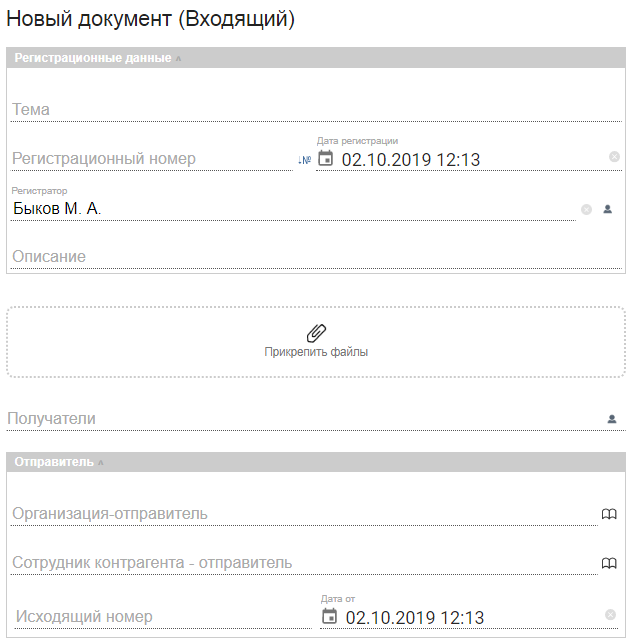 Новый документ (Входящий)
Регистрационные данные
Тема
Дата регистрации
Регистрационный номер ↓№ 02.10.2019 12:13
Регистратор
Быков М. А.
Описание
Прикрепить файлы
Получатели
Отправитель
Организация-отправитель
Сотрудник контрагента - отправитель
Дата от
Исходящий номер 02.10.2019 12:13